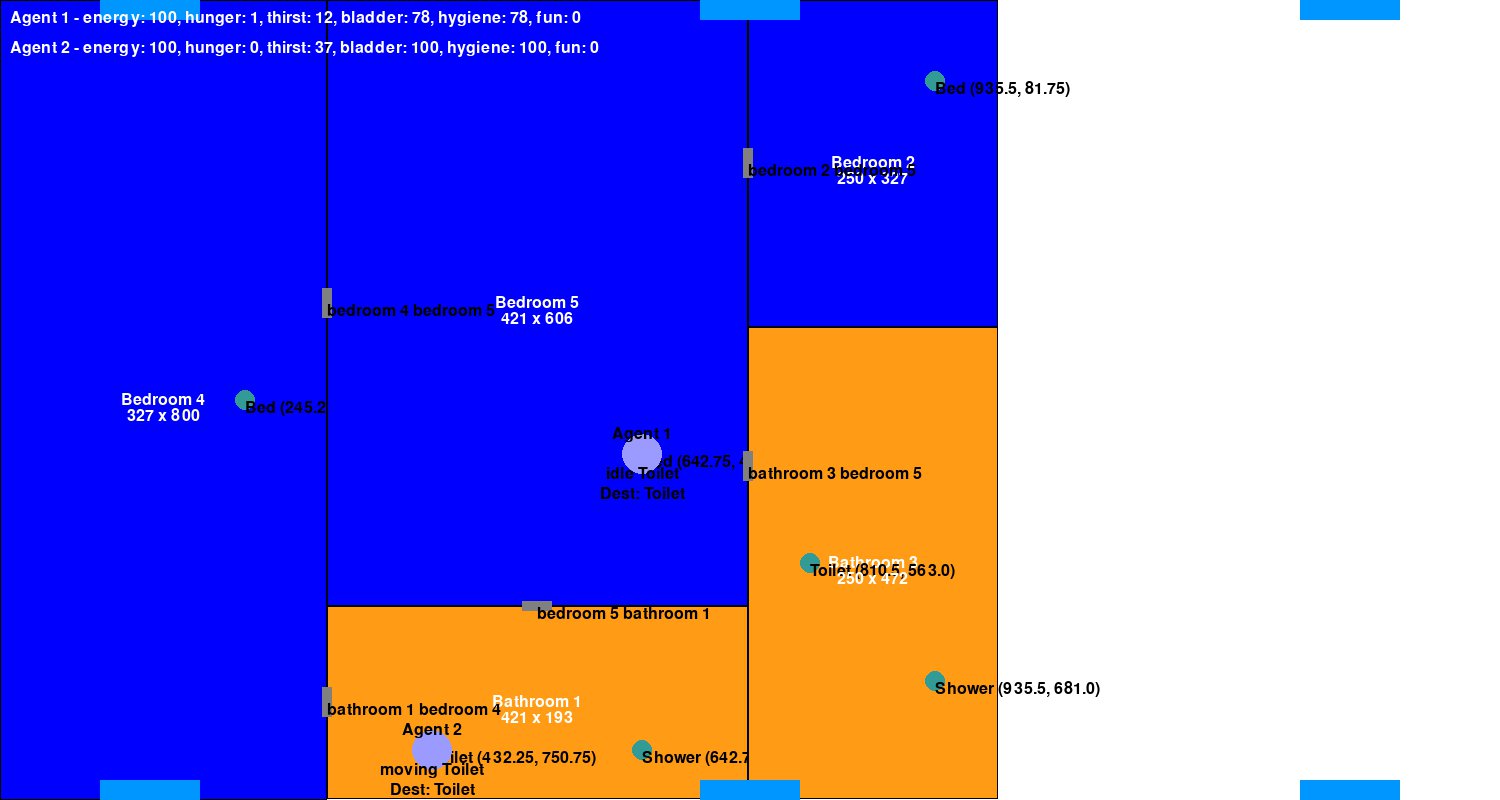 Agent 1 - energy: 100, hunger: 1, thirst: 12, bladder: 78, hygiene: 78, fun: 0
Agent 2 - energy: 100, hunger: 0, thirst: 37, bladder: 100, hygiene: 100, fun: 0
Bed (935.5, 81.75)
Bedroom 2
bedroom 2 bedroom 5
250 x 327
Bedroom 5
bedroom 4 bedroom 5
421 x 606
Bedroom 4
Bed (245.2
327 x 800
Agent 1
d (642.75, 4
idle Toilet
bathroom 3 bedroom 5
Dest: Toilet
Bathroom 3
Toilet (810.5, 563.0)
250 x 472
bedroom 5 bathroom 1
Shower (935.5, 681.0)
Bathroom 1
bathroom 1 bedroom 4
421 x 193
Agent 2
ilet (432.25, 750.75)
Shower (642.7
moving Toilet
Dest: Toilet